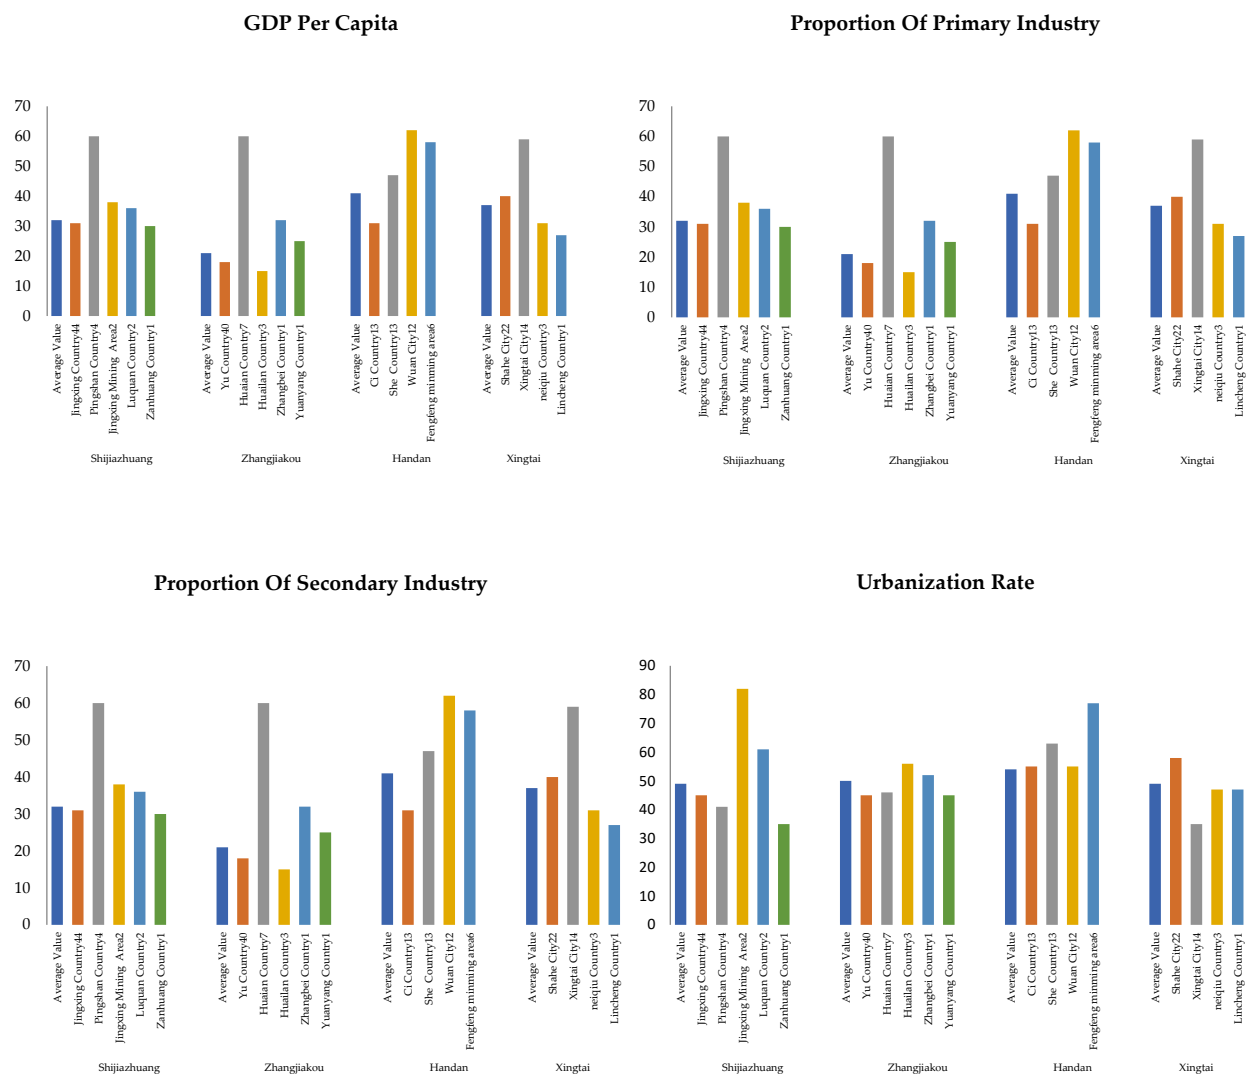 GDP Per Capita
70
60
50
40
30
20
10
0
Average Value
Jingxing Country44
Pingshan Country4
Jingxing Mining Area2
Luquan Country2
Zanhuang Country1
Average Value
Yu Country40
Huaian Country7
Huailan Country3
Zhangbei Country1
Yuanyang Country1
Average Value
Ci Country13
She Country13
Wuan City12
Fengfeng minming area6
Average Value
Shahe City22
Xingtai City14
neiqiu Country3
Lincheng Country1
Shijiazhuang
Zhangjiakou
Handan
Xingtai
Proportion Of Primary Industry
70
60
50
40
30
20
10
0
Average Value
Jingxing Country44
Pingshan Country4
Jingxing Mining Area2
Luquan Country2
Zanhuang Country1
Average Value
Yu Country40
Huaian Country7
Huailan Country3
Zhangbei Country1
Yuanyang Country1
Average Value
Ci Country13
She Country13
Wuan City12
Fengfeng minming area6
Average Value
Shahe City22
Xingtai City14
neiqiu Country3
Lincheng Country1
Shijiazhuang
Zhangjiakou
Handan
Xingtai
Proportion Of Secondary Industry
70
60
50
40
30
20
10
0
Average Value
Jingxing Country44
Pingshan Country4
Jingxing Mining Area2
Luquan Country2
Zanhuang Country1
Average Value
Yu Country40
Huaian Country7
Huailan Country3
Zhangbei Country1
Yuanyang Country1
Average Value
Ci Country13
She Country13
Wuan City12
Fengfeng minming area6
Average Value
Shahe City22
Xingtai City14
neiqiu Country3
Lincheng Country1
Shijiazhuang
Zhangjiakou
Handan
Xingtai
Urbanization Rate
90
80
70
60
50
40
30
20
10
0
Average Value
Jingxing Country44
Pingshan Country4
Jingxing Mining Area2
Luquan Country2
Zanhuang Country1
Average Value
Yu Country40
Huaian Country7
Huailan Country3
Zhangbei Country1
Yuanyang Country1
Average Value
Ci Country13
She Country13
Wuan City12
Fengfeng minming area6
Average Value
Shahe City22
Xingtai City14
neiqiu Country3
Lincheng Country1
Shijiazhuang
Zhangjiakou
Handan
Xingtai